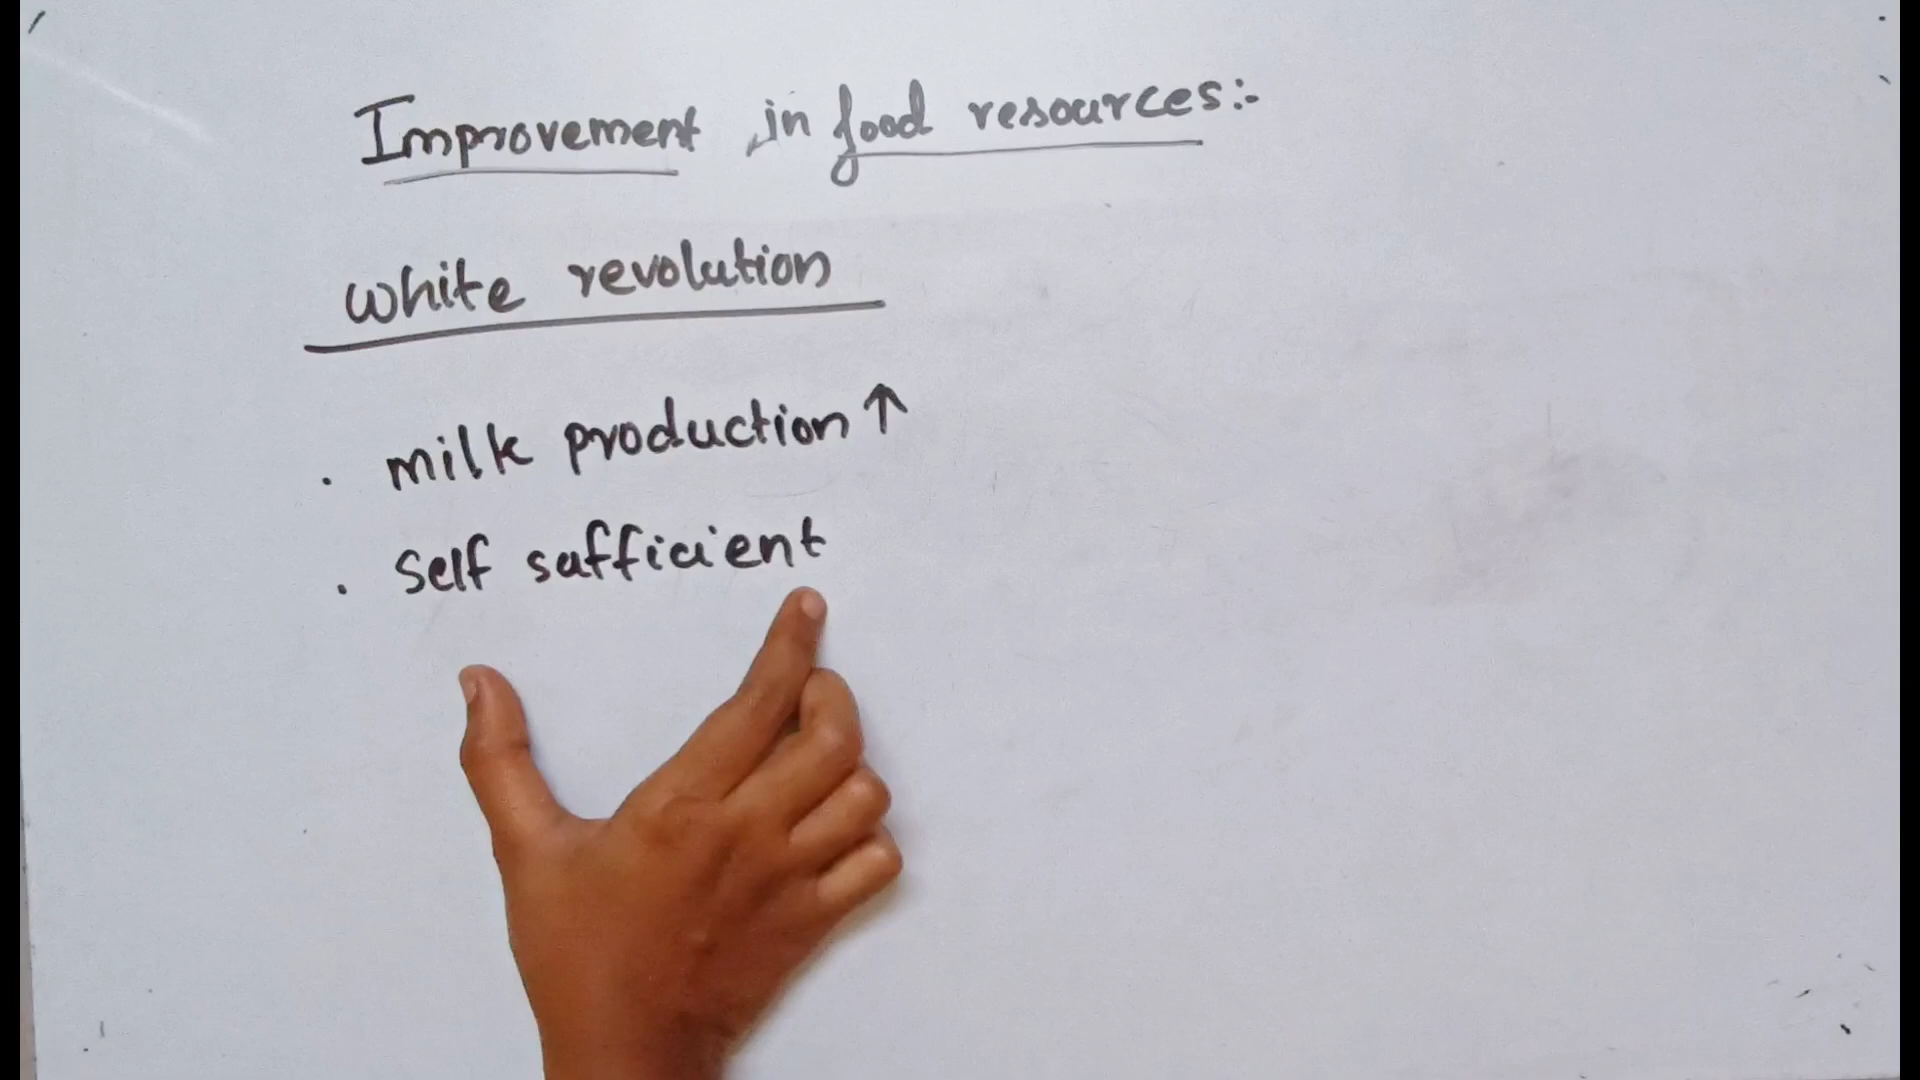 Improvement in food resources:-
White revolution
. milk production ↑
. Self sufficient